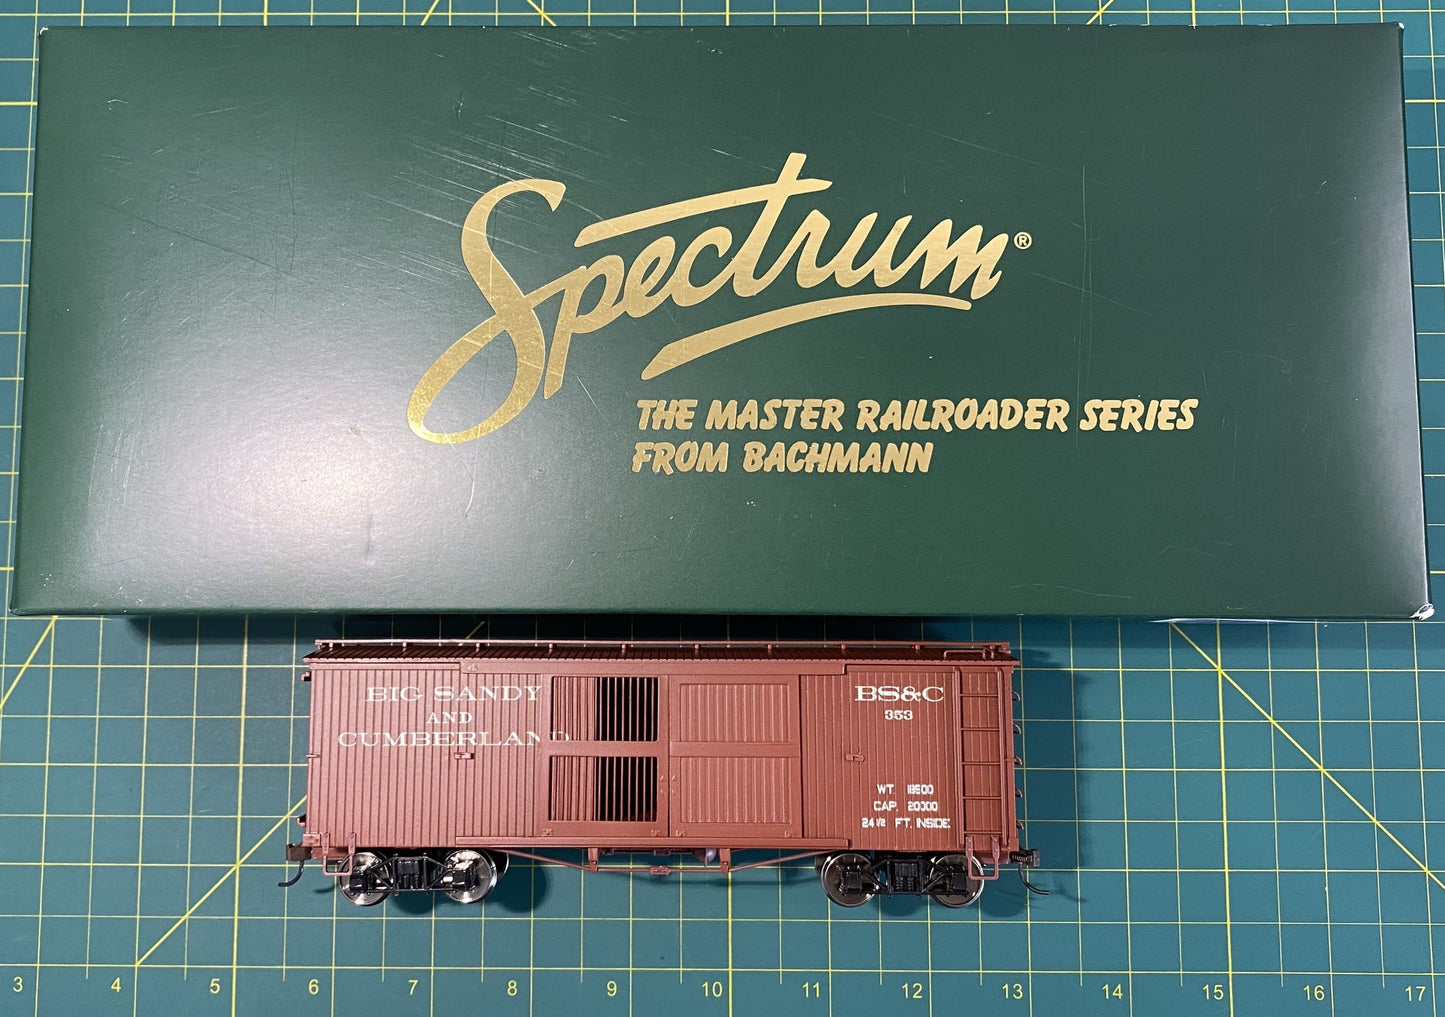 Spectrum®
THE MASTER RAILROADER SERIES
FROM BACHMANN
BIG SANDY
AND
CUMBERLAND
BS&C
353
WT. 18500
CAP. 20000
24 1/2 FT. INSIDE
3 4 5 6 7 8 9 10 11 12 13 14 15 16 17